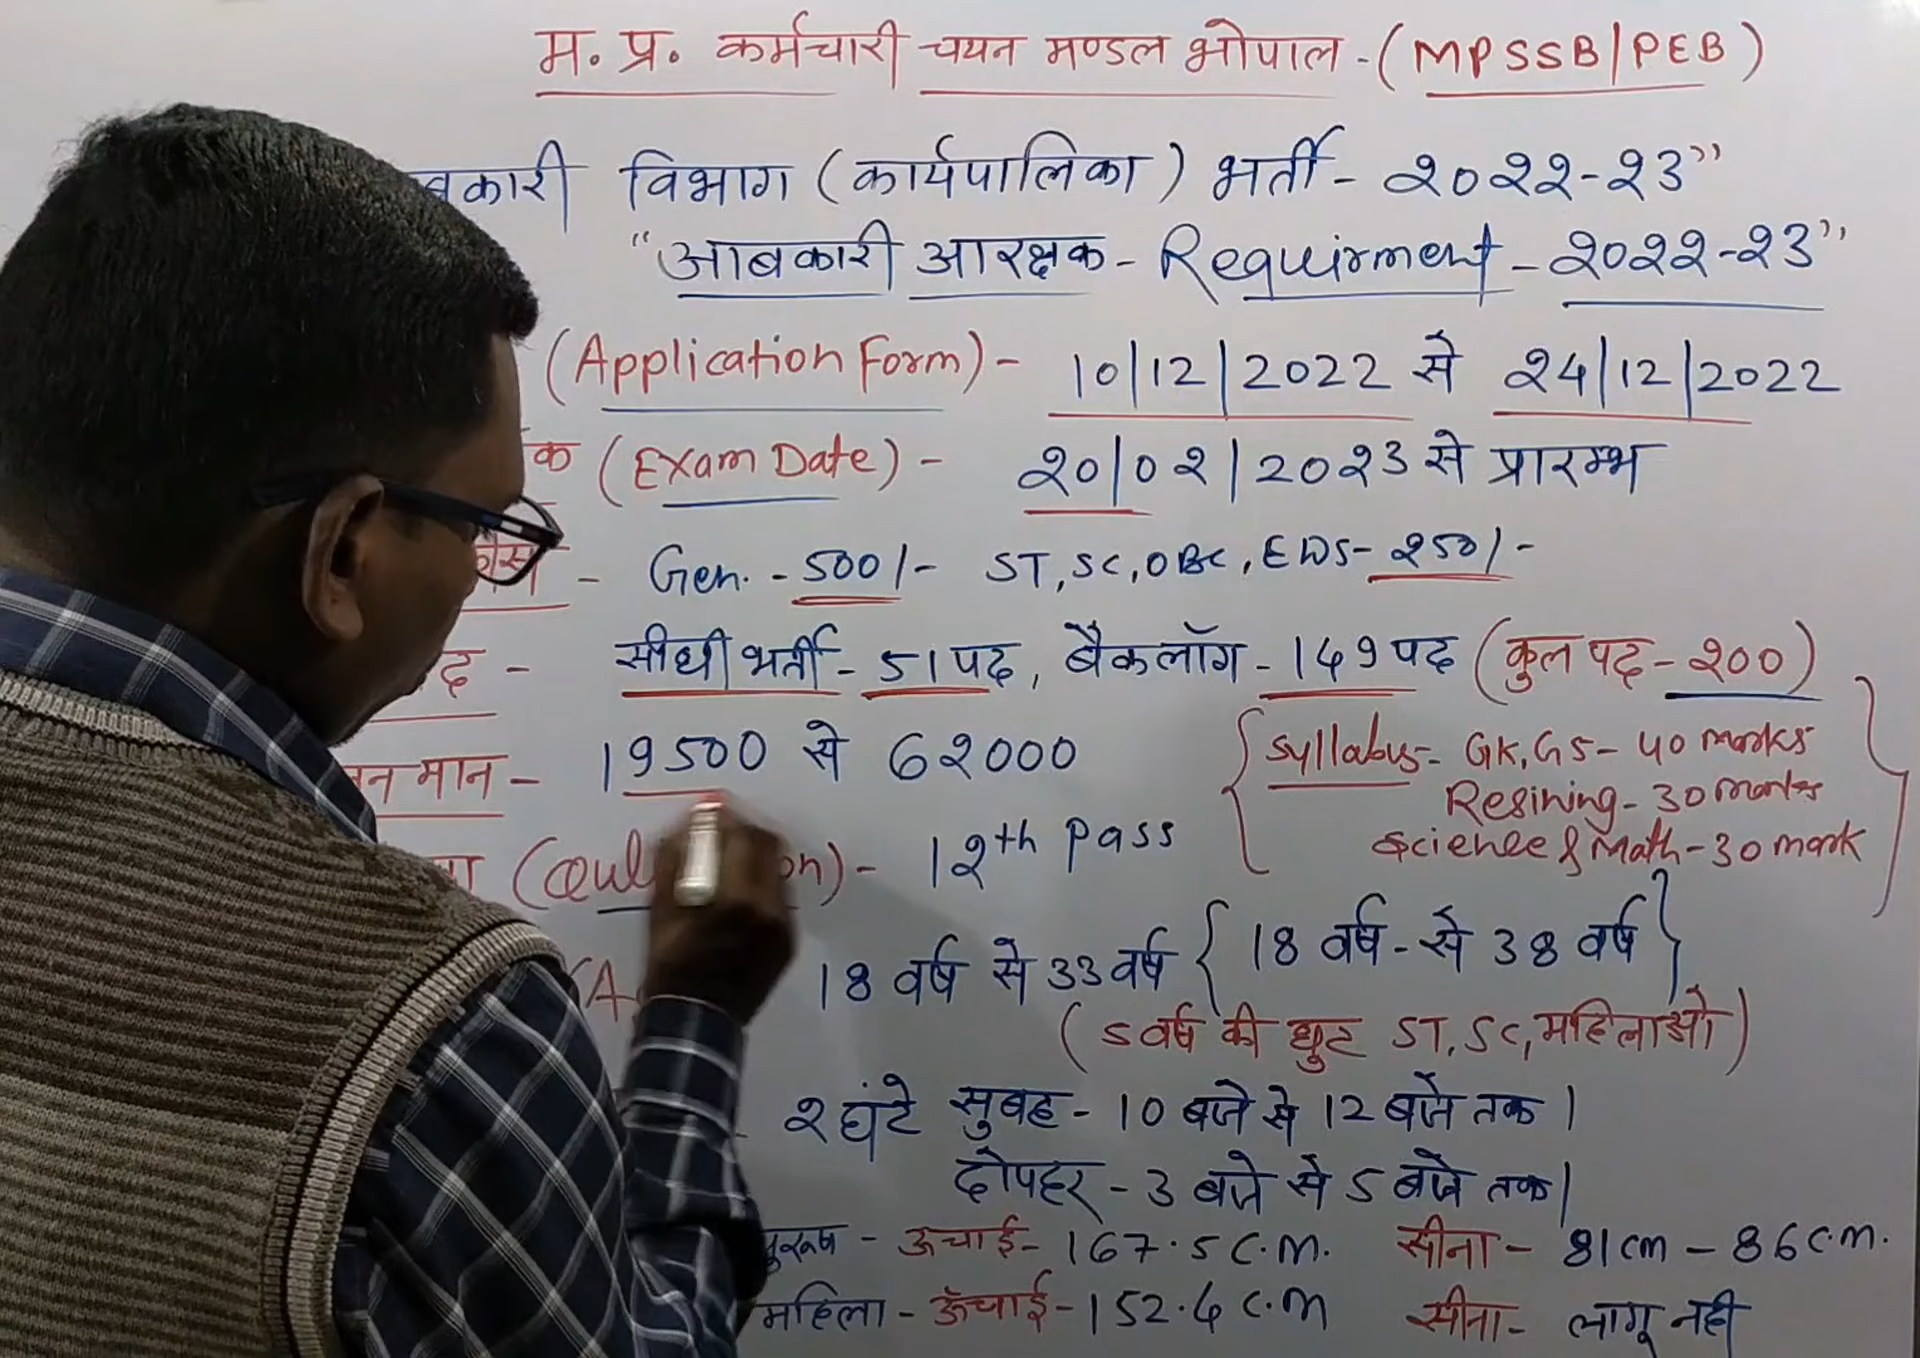 म. प्र. कर्मचारी चयन मण्डल भोपाल - (MPSSB/PEB)
विभाग (कार्यपालिका) भर्ती - 2022-23"
"आबकारी आरक्षक - Requirment - 2022-23"
(Application Form) - 10/12/2022 से 24/12/2022
(Exam Date) - 20/02/2023 से प्रारम्भ
- Gen. - 500/- ST, SC, OBC, EWS - 250/-
- सीधी भर्ती - 51 पद, बैकलॉग - 149 पद (कुल पद - 200)
मान - 19500 से 62000
{Syllabus - GK, GS - 40 marks
Resining - 30 marks
Science & Math - 30 mark}
- 12th pass
18 वर्ष से 33 वर्ष {18 वर्ष - से 38 वर्ष}
(5 वर्ष की छुट ST, SC, महिलाओ)
2 घंटे सुबह - 10 बजे से 12 बजे तक।
दोपहर - 3 बजे से 5 बजे तक।
पुरूष - ऊचाई - 167.5 C.M. सीना - 81 cm - 86 C.M.
महिला - ऊँचाई - 152.4 C.M सीना - लागू नही